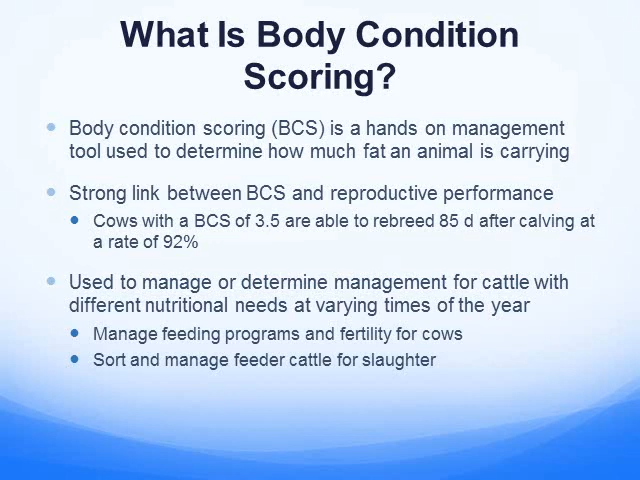 What Is Body Condition
Scoring?
• Body condition scoring (BCS) is a hands on management
tool used to determine how much fat an animal is carrying
• Strong link between BCS and reproductive performance
• Cows with a BCS of 3.5 are able to rebreed 85 d after calving at
a rate of 92%
• Used to manage or determine management for cattle with
different nutritional needs at varying times of the year
• Manage feeding programs and fertility for cows
• Sort and manage feeder cattle for slaughter